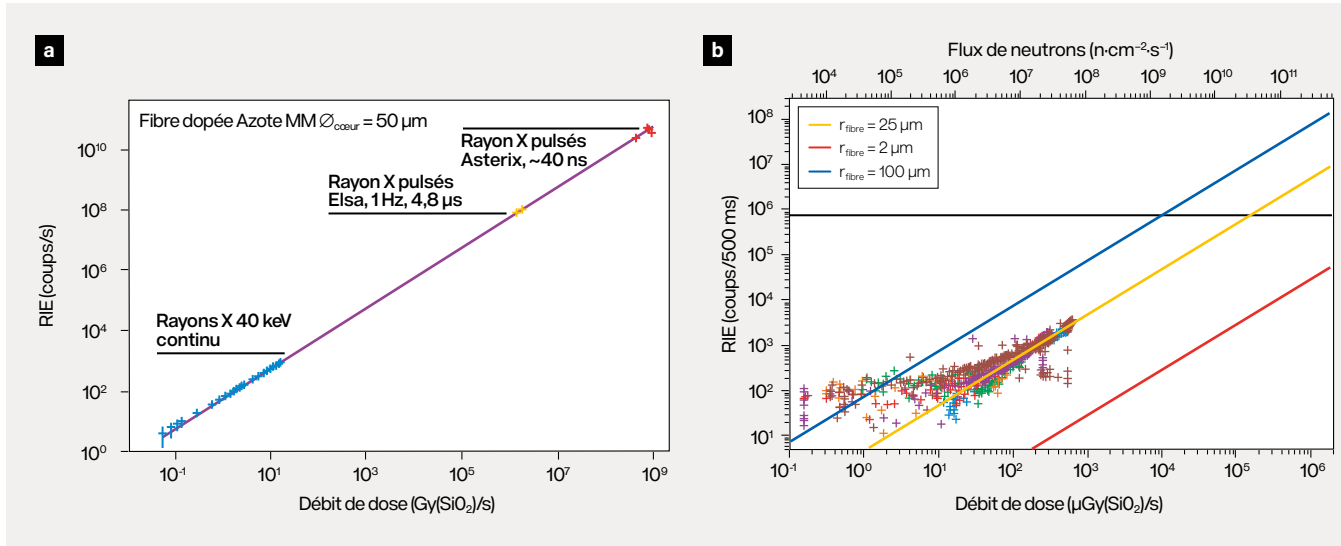 a
Fibre dopée Azote MM Ø_cœur = 50 µm
Rayon X pulsés
Asterix, ~40 ns
Rayon X pulsés
Elsa, 1 Hz, 4,8 µs
Rayons X 40 keV
continu
RIE (coups/s)
10¹⁰
10⁸
10⁶
10⁴
10²
10⁰
10⁻¹ 10¹ 10³ 10⁵ 10⁷ 10⁹
Débit de dose (Gy(SiO₂)/s)
b
Flux de neutrons (n·cm⁻²·s⁻¹)
10⁴ 10⁵ 10⁶ 10⁷ 10⁸ 10⁹ 10¹⁰ 10¹¹
r_fibre = 25 µm
r_fibre = 2 µm
r_fibre = 100 µm
RIE (coups/500 ms)
10⁸
10⁷
10⁶
10⁵
10⁴
10³
10²
10¹
10⁻¹ 10⁰ 10¹ 10² 10³ 10⁴ 10⁵ 10⁶
Débit de dose (µGy(SiO₂)/s)